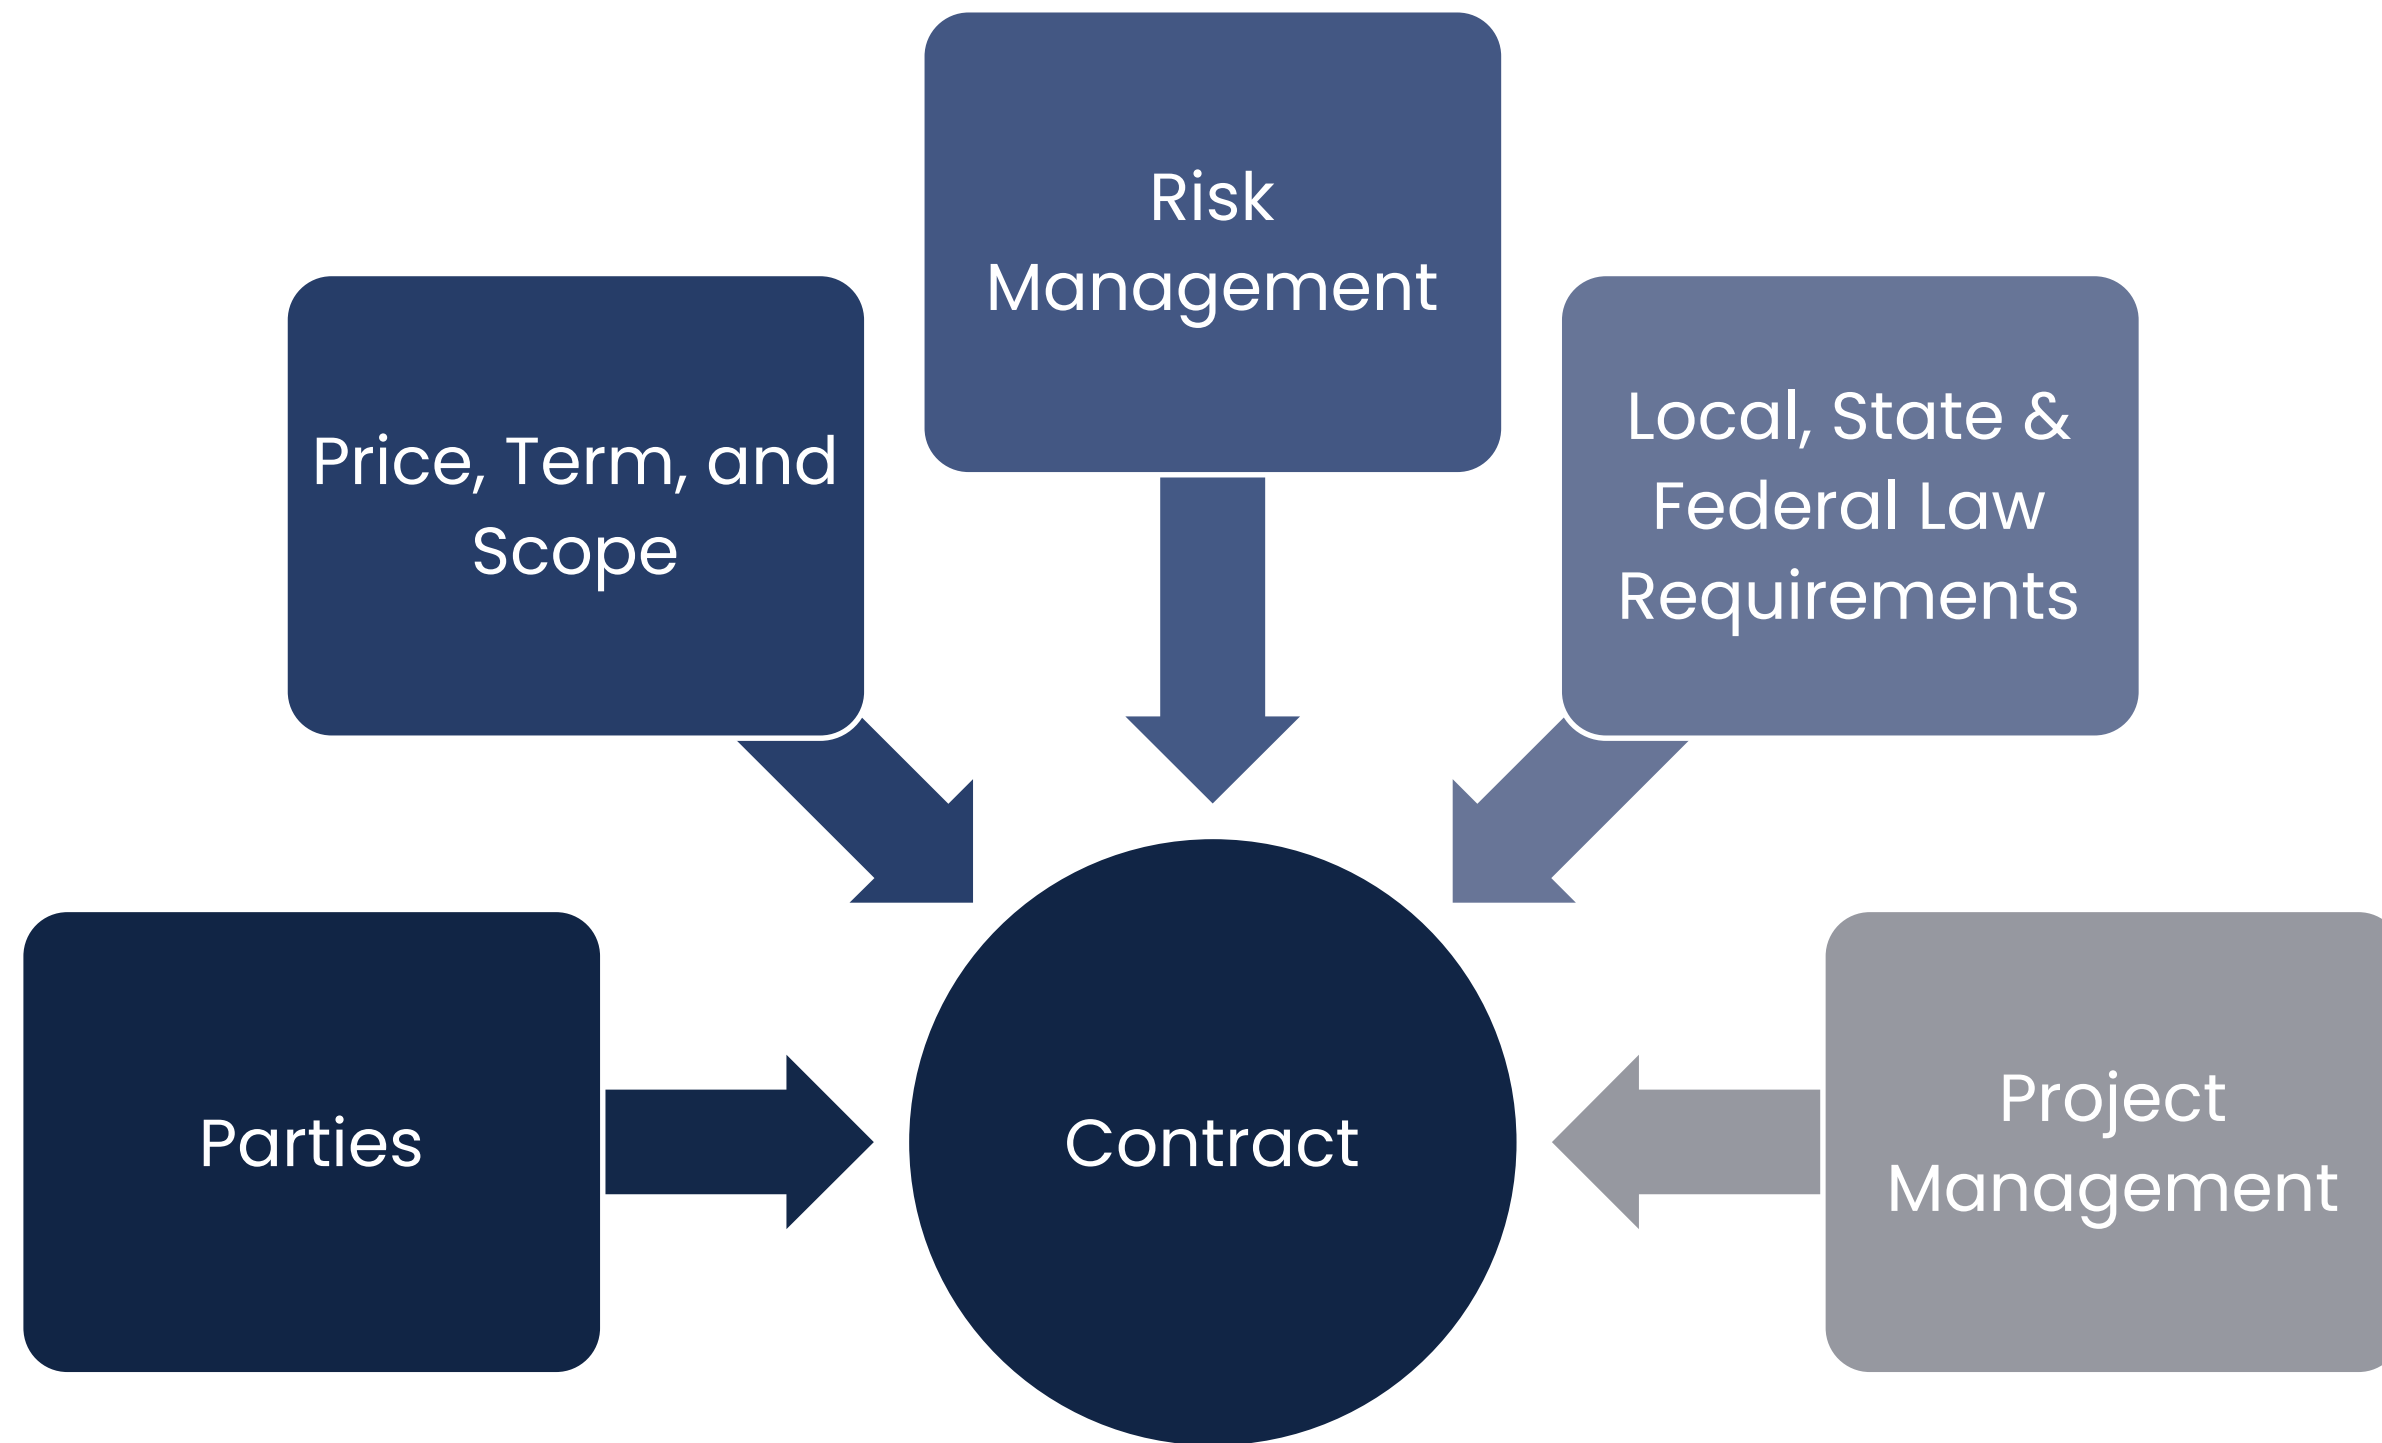 Risk
Management
Price, Term, and
Scope
Local, State &
Federal Law
Requirements
Parties
Contract
Project
Management